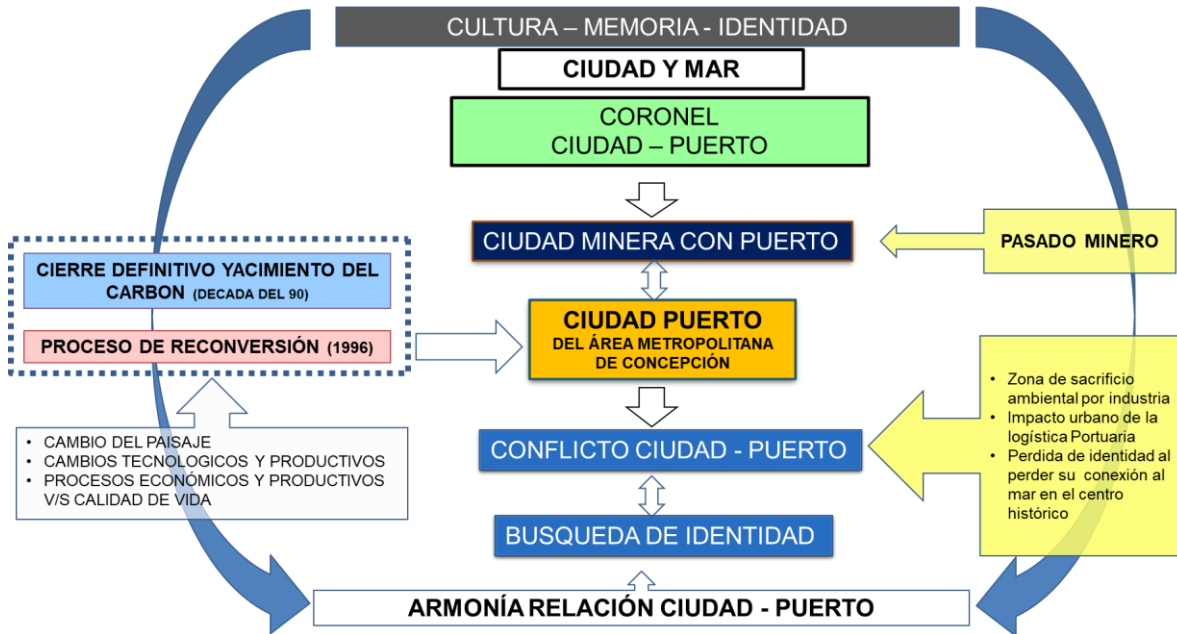 CULTURA – MEMORIA - IDENTIDAD
CIUDAD Y MAR
CORONEL
CIUDAD – PUERTO
CIUDAD MINERA CON PUERTO
PASADO MINERO
CIERRE DEFINITIVO YACIMIENTO DEL
CARBON (DECADA DEL 90)
PROCESO DE RECONVERSIÓN (1996)
CIUDAD PUERTO
DEL ÁREA METROPOLITANA
DE CONCEPCIÓN
• CAMBIO DEL PAISAJE
• CAMBIOS TECNOLOGICOS Y PRODUCTIVOS
• PROCESOS ECONÓMICOS Y PRODUCTIVOS
V/S CALIDAD DE VIDA
CONFLICTO CIUDAD - PUERTO
• Zona de sacrificio
ambiental por industria
• Impacto urbano de la
logística Portuaria
• Perdida de identidad al
perder su conexión al
mar en el centro
histórico
BUSQUEDA DE IDENTIDAD
ARMONÍA RELACIÓN CIUDAD - PUERTO